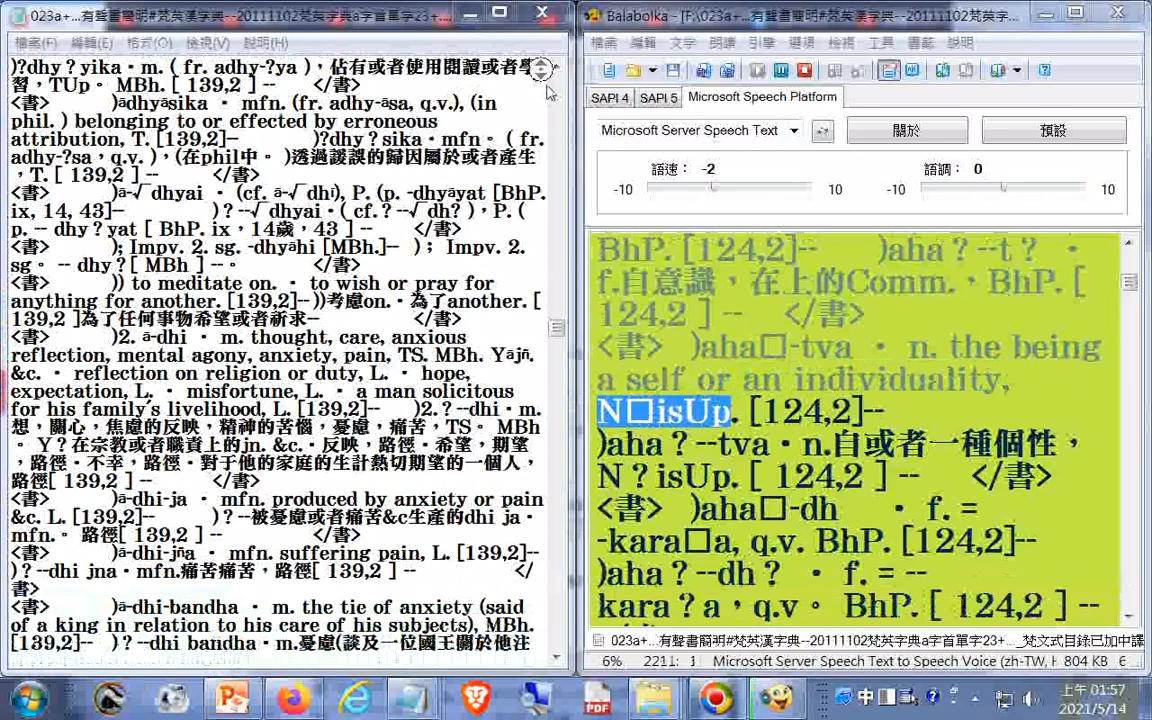 023a+...有聲書簡明#梵英漢字典--20111102梵英字典a字首單字23+...
檔案(F) 編輯(E) 格式(O) 檢視(V) 說明(H)
)?dhy？yika‧m. ( fr. adhy-?ya )，佔有或者使用閱讀或者學
習，TUp。 MBh. [ 139,2 ] -- </書>
<書> )ādhyāsika ‧ mfn. (fr. adhy-āsa, q.v.), (in
phil. ) belonging to or effected by erroneous
attribution, T. [139,2]-- )?dhy？sika‧mfn。 ( fr.
adhy-?sa，q.v. )，(在phil中。 )透過謬誤的歸因屬於或者產生
，T. [ 139,2 ] -- </書>
<書> )ā-√dhyai ‧ (cf. ā-√dhī), P. (p. -dhyāyat [BhP.
ix, 14, 43]-- )？--√dhyai‧( cf.？--√dh? )，P. (
p. -- dhy？yat [ BhP. ix，14歲，43 ] -- </書>
<書> ); Impv. 2. sg. -dhyāhi [MBh.]-- )； Impv. 2.
sg。 -- dhy？[ MBh ] --。 </書>
<書> )) to meditate on. ‧ to wish or pray for
anything for another. [139,2]-- ))考慮on.‧為了another. [
139,2 ]為了任何事物希望或者祈求-- </書>
<書> )2. ā-dhi ‧ m. thought, care, anxious
reflection, mental agony, anxiety, pain, TS. MBh. Yājñ.
&c. ‧ reflection on religion or duty, L. ‧ hope,
expectation, L. ‧ misfortune, L. ‧ a man solicitous
for his family's livelihood, L. [139,2]-- )2.？--dhi‧m.
想，關心，焦慮的反映，精神的苦惱，憂慮，痛苦，TS。 MBh
。 Y？在宗教或者職責上的jn. &c.‧反映，路徑‧希望，期望
，路徑‧不幸，路徑‧對于他的家庭的生計熱切期望的一個人，
路徑[ 139,2 ] -- </書>
<書> )ā-dhi-ja ‧ mfn. produced by anxiety or pain
&c. L. [139,2]-- )？--被憂慮或者痛苦&c生產的dhi ja‧
mfn.。 路徑[ 139,2 ] -- </書>
<書> )ā-dhi-jña ‧ mfn. suffering pain, L. [139,2]--
)？--dhi jna‧mfn.痛苦痛苦，路徑[ 139,2 ] -- </
書>
<書> )ā-dhi-bandha ‧ m. the tie of anxiety (said
of a king in relation to his care of his subjects), MBh.
[139,2]-- )？--dhi bandha‧m.憂慮(談及一位國王關於他注
Balabolka - [F:\023a+...有聲書簡明#梵英漢字典--20111102梵英字...
檔案 編輯 文字 朗讀 引擎 選項 檢視 工具 書籤 說明
SAPI 4 SAPI 5 Microsoft Speech Platform
Microsoft Server Speech Text 關於 預設
語速： -2 語調： 0
-10 10 -10 10
BhP. [124,2]-- )aha？--t？ ‧
f.自意識，在上的Comm.，BhP. [
124,2 ] -- </書>
<書> )aha□-tva ‧ n. the being
a self or an individuality,
N□isUp. [124,2]--
)aha？--tva‧n.自或者一種個性，
N？isUp. [ 124,2 ] -- </書>
<書> )aha□-dh ‧ f. =
-kara□a, q.v. BhP. [124,2]--
)aha？--dh？ ‧ f. = --
kara？a，q.v。 BhP. [ 124,2 ] --
023a+...有聲書簡明#梵英漢字典--20111102梵英字典a字首單字23+..._梵文式目錄已加中譯
6% 2211: 1 Microsoft Server Speech Text to Speech Voice (zh-TW, H 804 KB 6
PDF
中
上午 01:57
2021/5/14